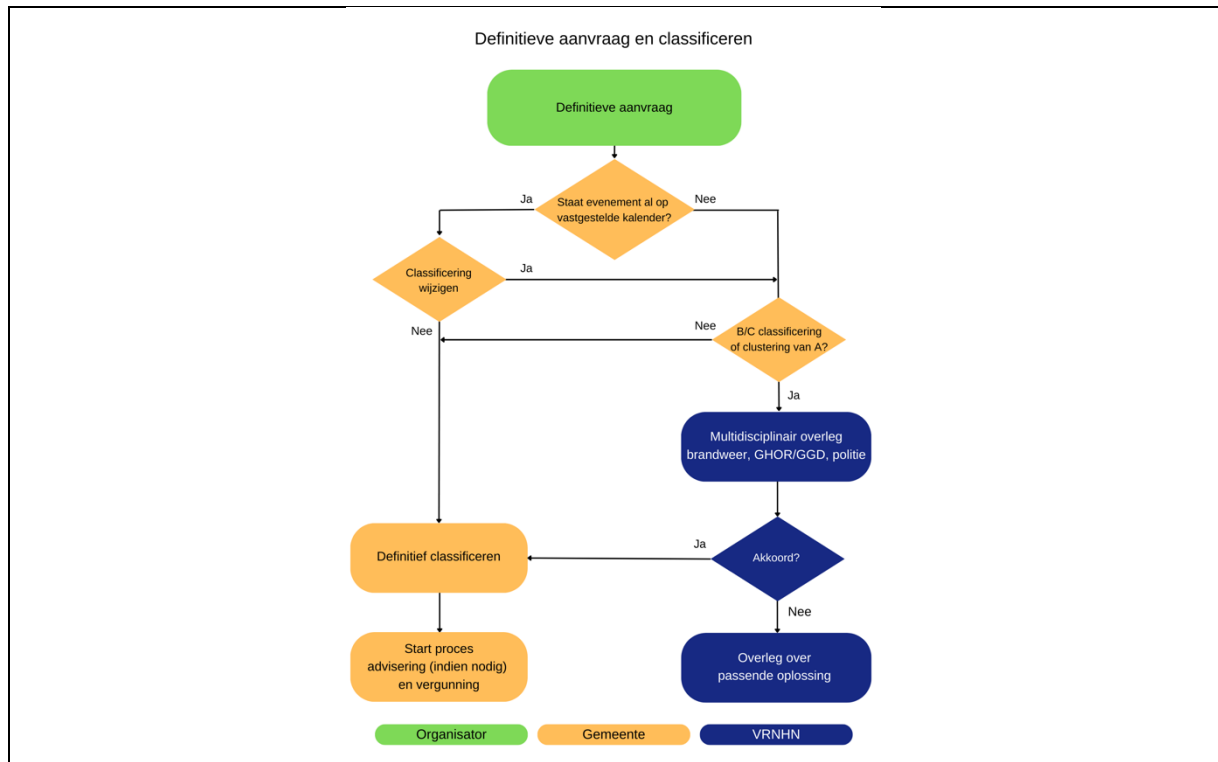 Definitieve aanvraag en classificeren
Definitieve aanvraag
Ja
Staat evenement al op
vastgestelde kalender?
Nee
Classificering
wijzigen
Ja
Nee
Nee
B/C classificering
of clustering van A?
Ja
Multidisciplinair overleg
brandweer, GHOR/GGD, politie
Definitief classificeren
Ja
Akkoord?
Nee
Start proces
advisering (indien nodig)
en vergunning
Overleg over
passende oplossing
Organisator
Gemeente
VRNHN